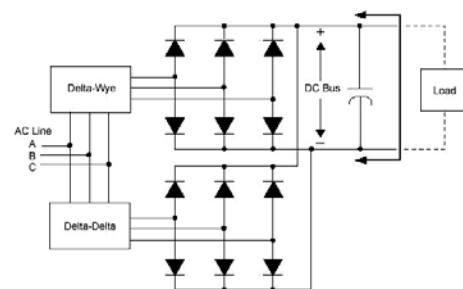 Delta-Wye
+
DC Bus
−
Load
AC Line
A
B
C
Delta-Delta